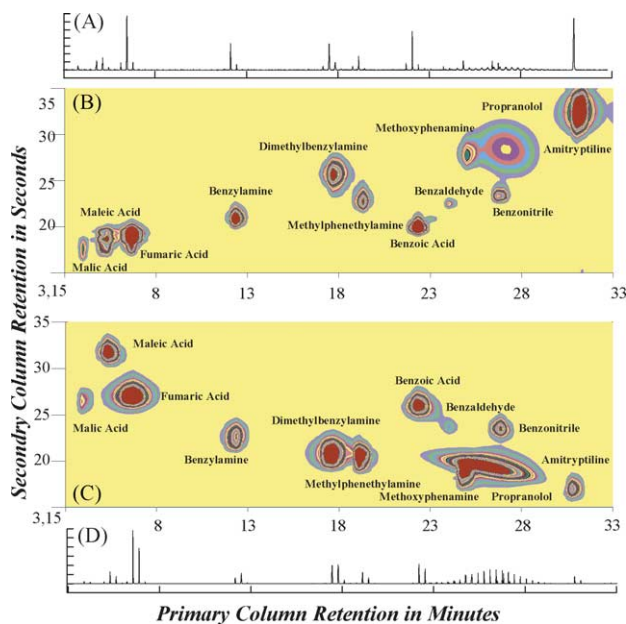 (A)
35
(B)
Propranolol
Methoxyphenamine
30
Dimethylbenzylamine
Amitryptiline
25
Benzylamine
Benzaldehyde
Maleic Acid
Methylphenethylamine
Benzonitrile
20
Benzoic Acid
Malic Acid
Fumaric Acid
3,15
8
13
18
23
28
33
Secondry Column Retention in Seconds
35
Maleic Acid
30
Benzoic Acid
Fumaric Acid
Benzaldehyde
Malic Acid
25
Dimethylbenzylamine
Benzonitrile
Benzylamine
Amitryptiline
20
Methylphenethylamine
(C)
Methoxyphenamine
Propranolol
3,15
8
13
18
23
28
33
(D)
Primary Column Retention in Minutes